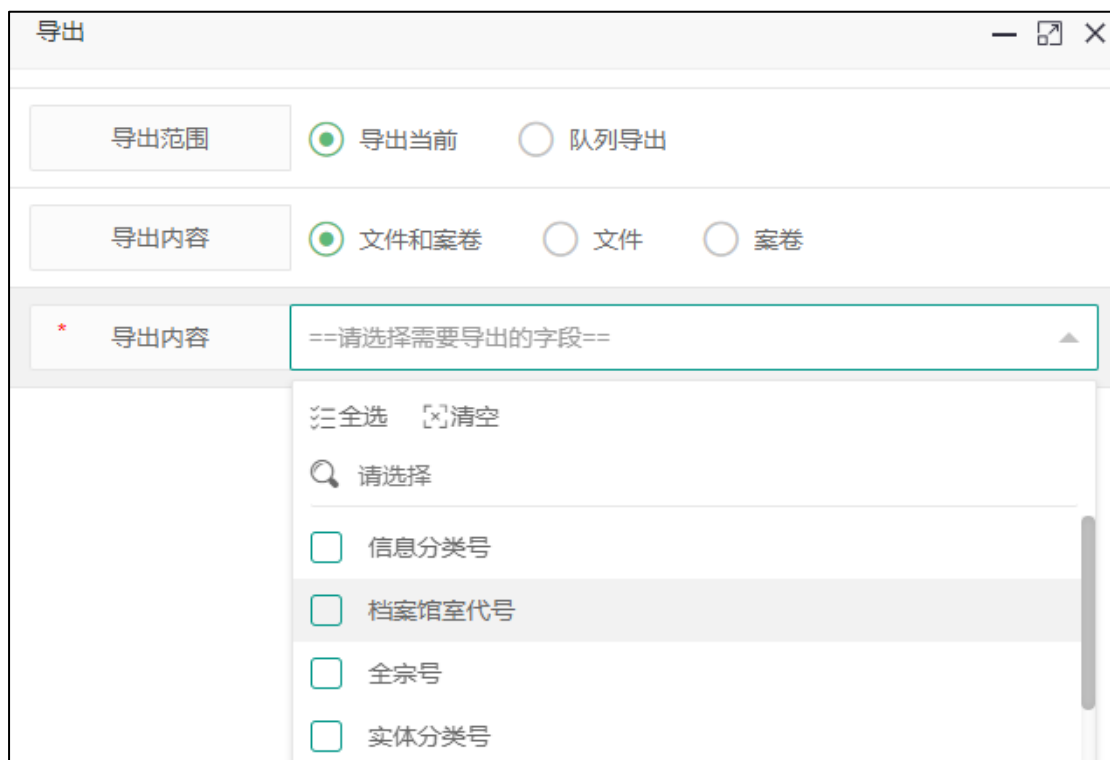 导出
导出范围 导出当前 队列导出
导出内容 文件和案卷 文件 案卷
* 导出内容 ==请选择需要导出的字段==
全选 清空
请选择
信息分类号
档案馆室代号
全宗号
实体分类号